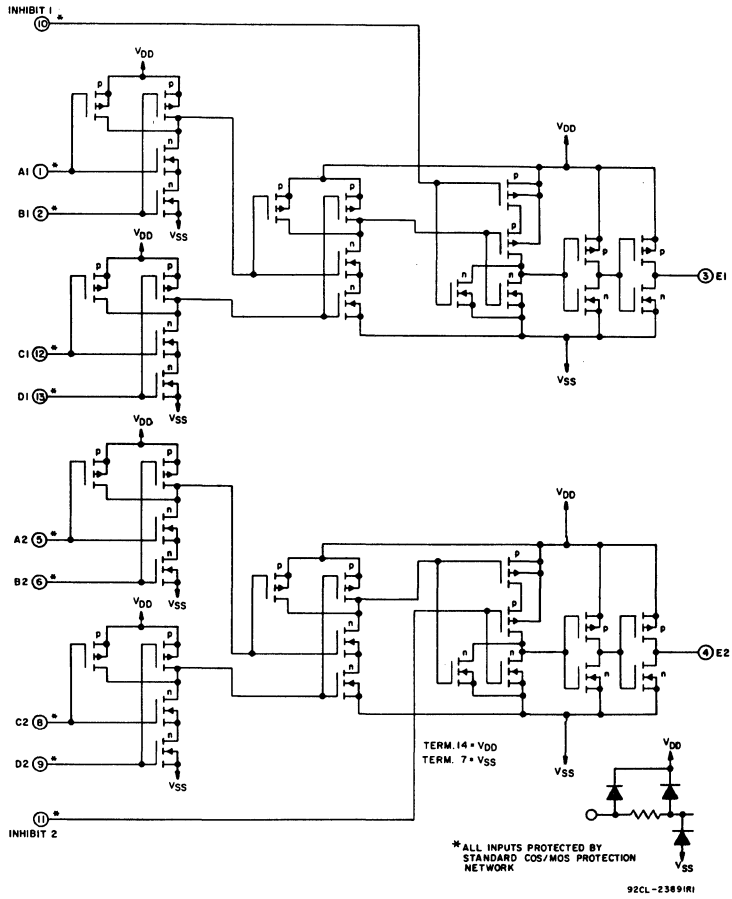 INHIBIT 1
10 *
VDD
p
p
n
A1 1 *
n
B1 2 *
VSS
VDD
p
p
n
C1 12 *
n
D1 13 *
VSS
p
p
n
n
VDD
p
p
n
n
p
n
p
n
3 E1
VSS
VDD
p
p
n
A2 5 *
n
B2 6 *
VSS
VDD
p
p
n
C2 8 *
n
D2 9 *
VSS
p
p
n
n
VDD
p
p
n
n
p
n
p
n
4 E2
VSS
TERM. 14 = VDD
TERM. 7 = VSS
11 *
INHIBIT 2
VDD
VSS
* ALL INPUTS PROTECTED BY
STANDARD COS/MOS PROTECTION
NETWORK
92CL-23891R1